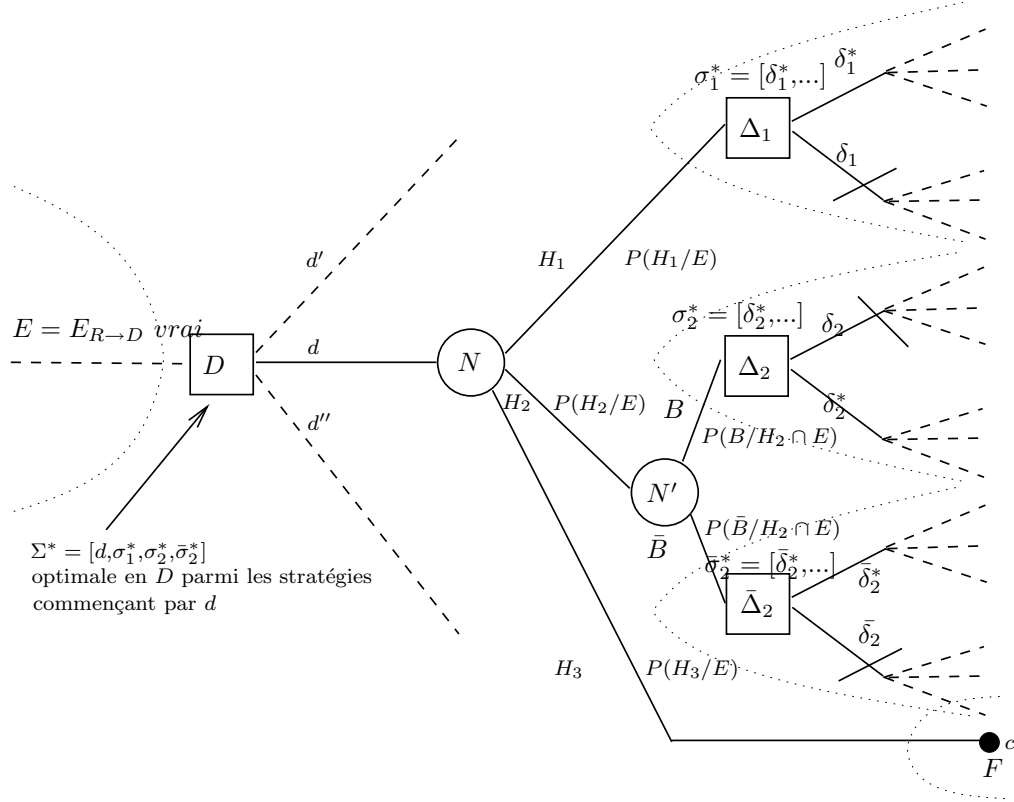 δ₁*
σ₁* = [δ₁*,...]
Δ₁
δ₁
H₁
P(H₁/E)
d′
E = E_{R→D} vrai
D
d
N
σ₂* = [δ₂*,...]
δ₂
Δ₂
H₂
P(H₂/E)
B
δ₂*
d′′
P(B/H₂ ∩ E)
N′
P(B̄/H₂ ∩ E)
B̄
Σ* = [d,σ₁*,σ₂*,σ̄₂*]
optimale en D parmi les stratégies
commençant par d
σ̄₂* = [δ̄₂*,...]
δ̄₂*
Δ̄₂
δ̄₂
H₃
P(H₃/E)
c
F